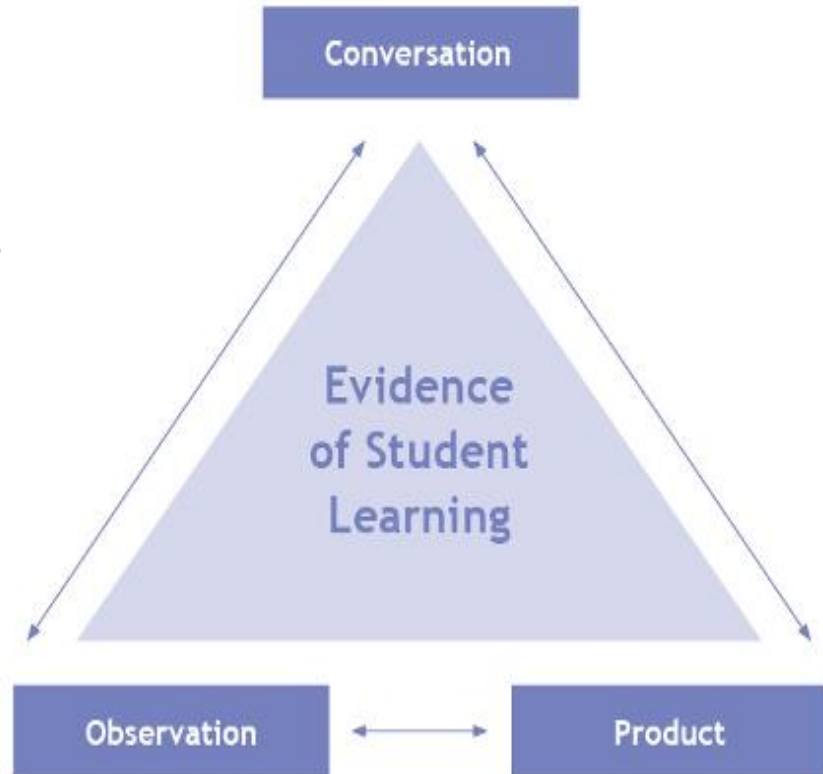 Conversation
Evidence
of Student
Learning
Observation
Product